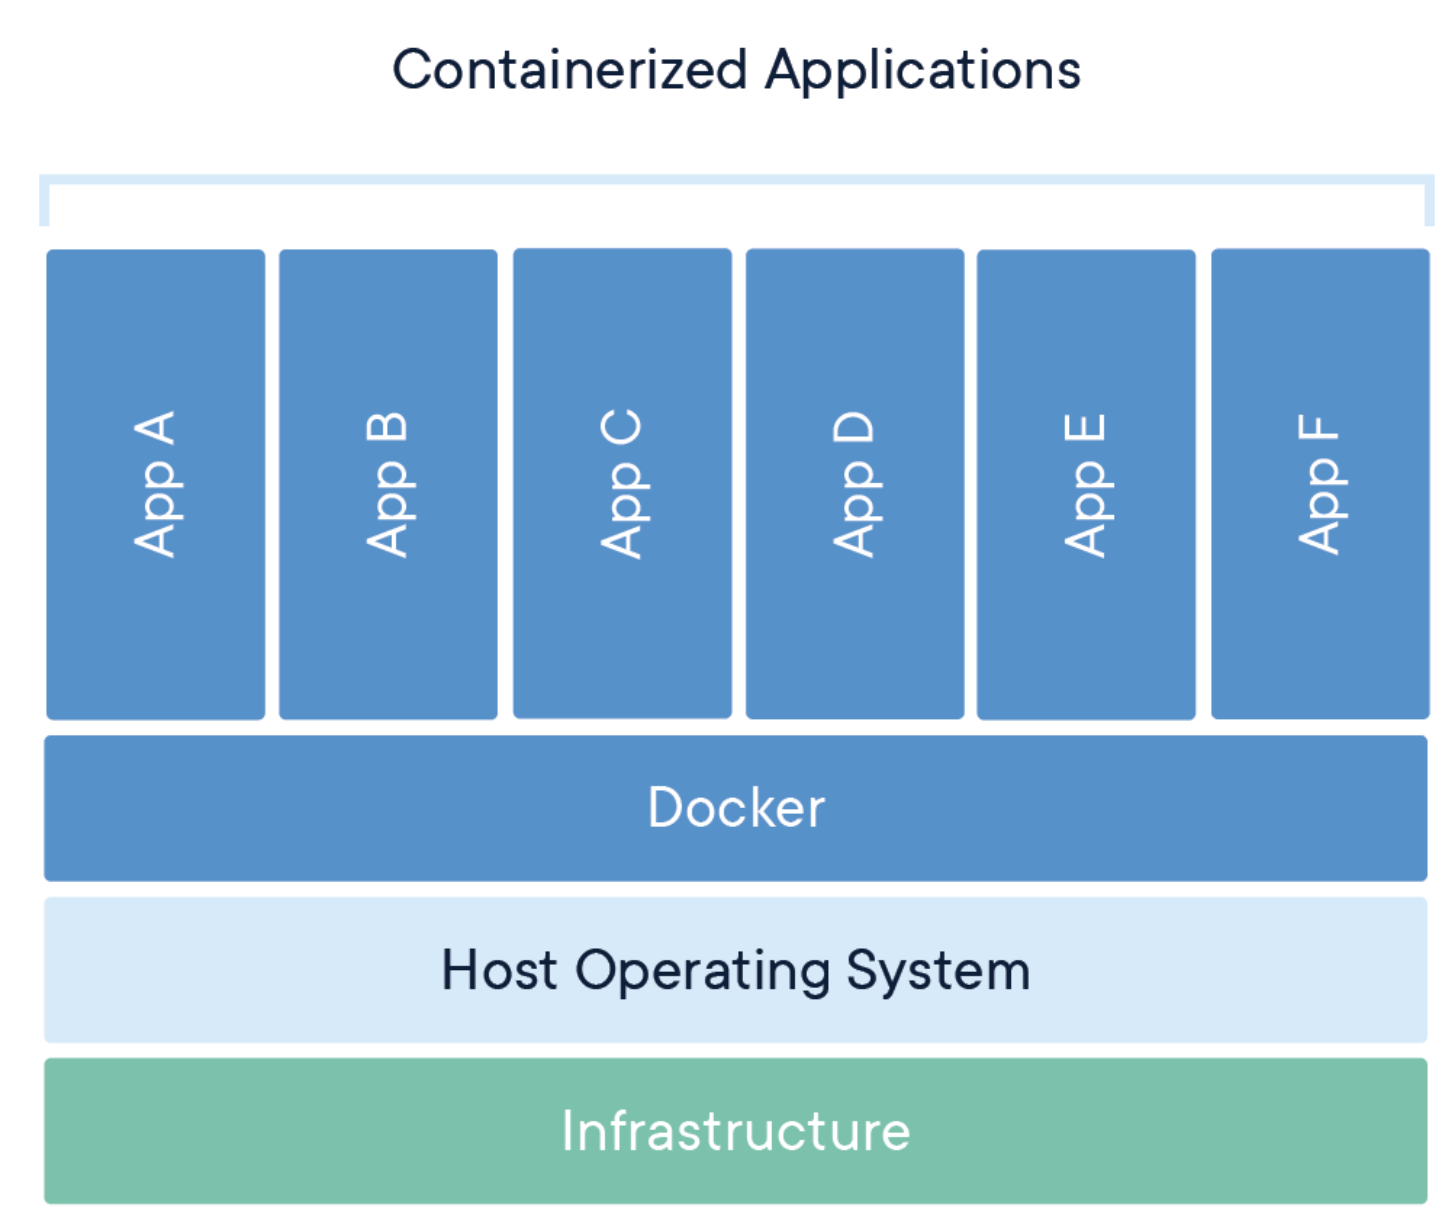 Containerized Applications
App A
App B
App C
App D
App E
App F
Docker
Host Operating System
Infrastructure